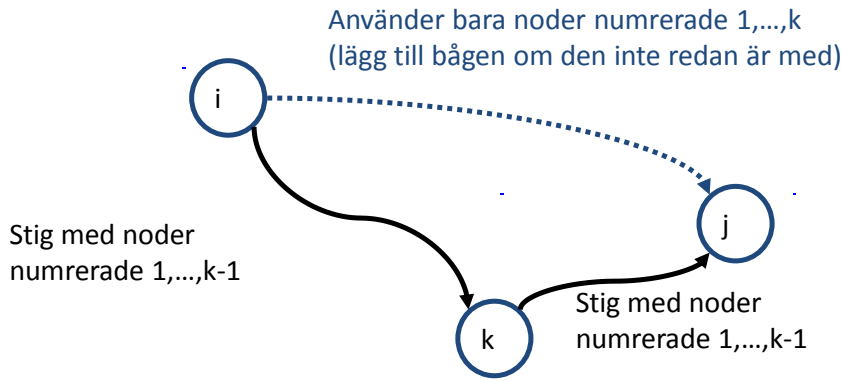 Använder bara noder numrerade 1,...,k
(lägg till bågen om den inte redan är med)
i
j
Stig med noder
numrerade 1,...,k-1
k
Stig med noder
numrerade 1,...,k-1